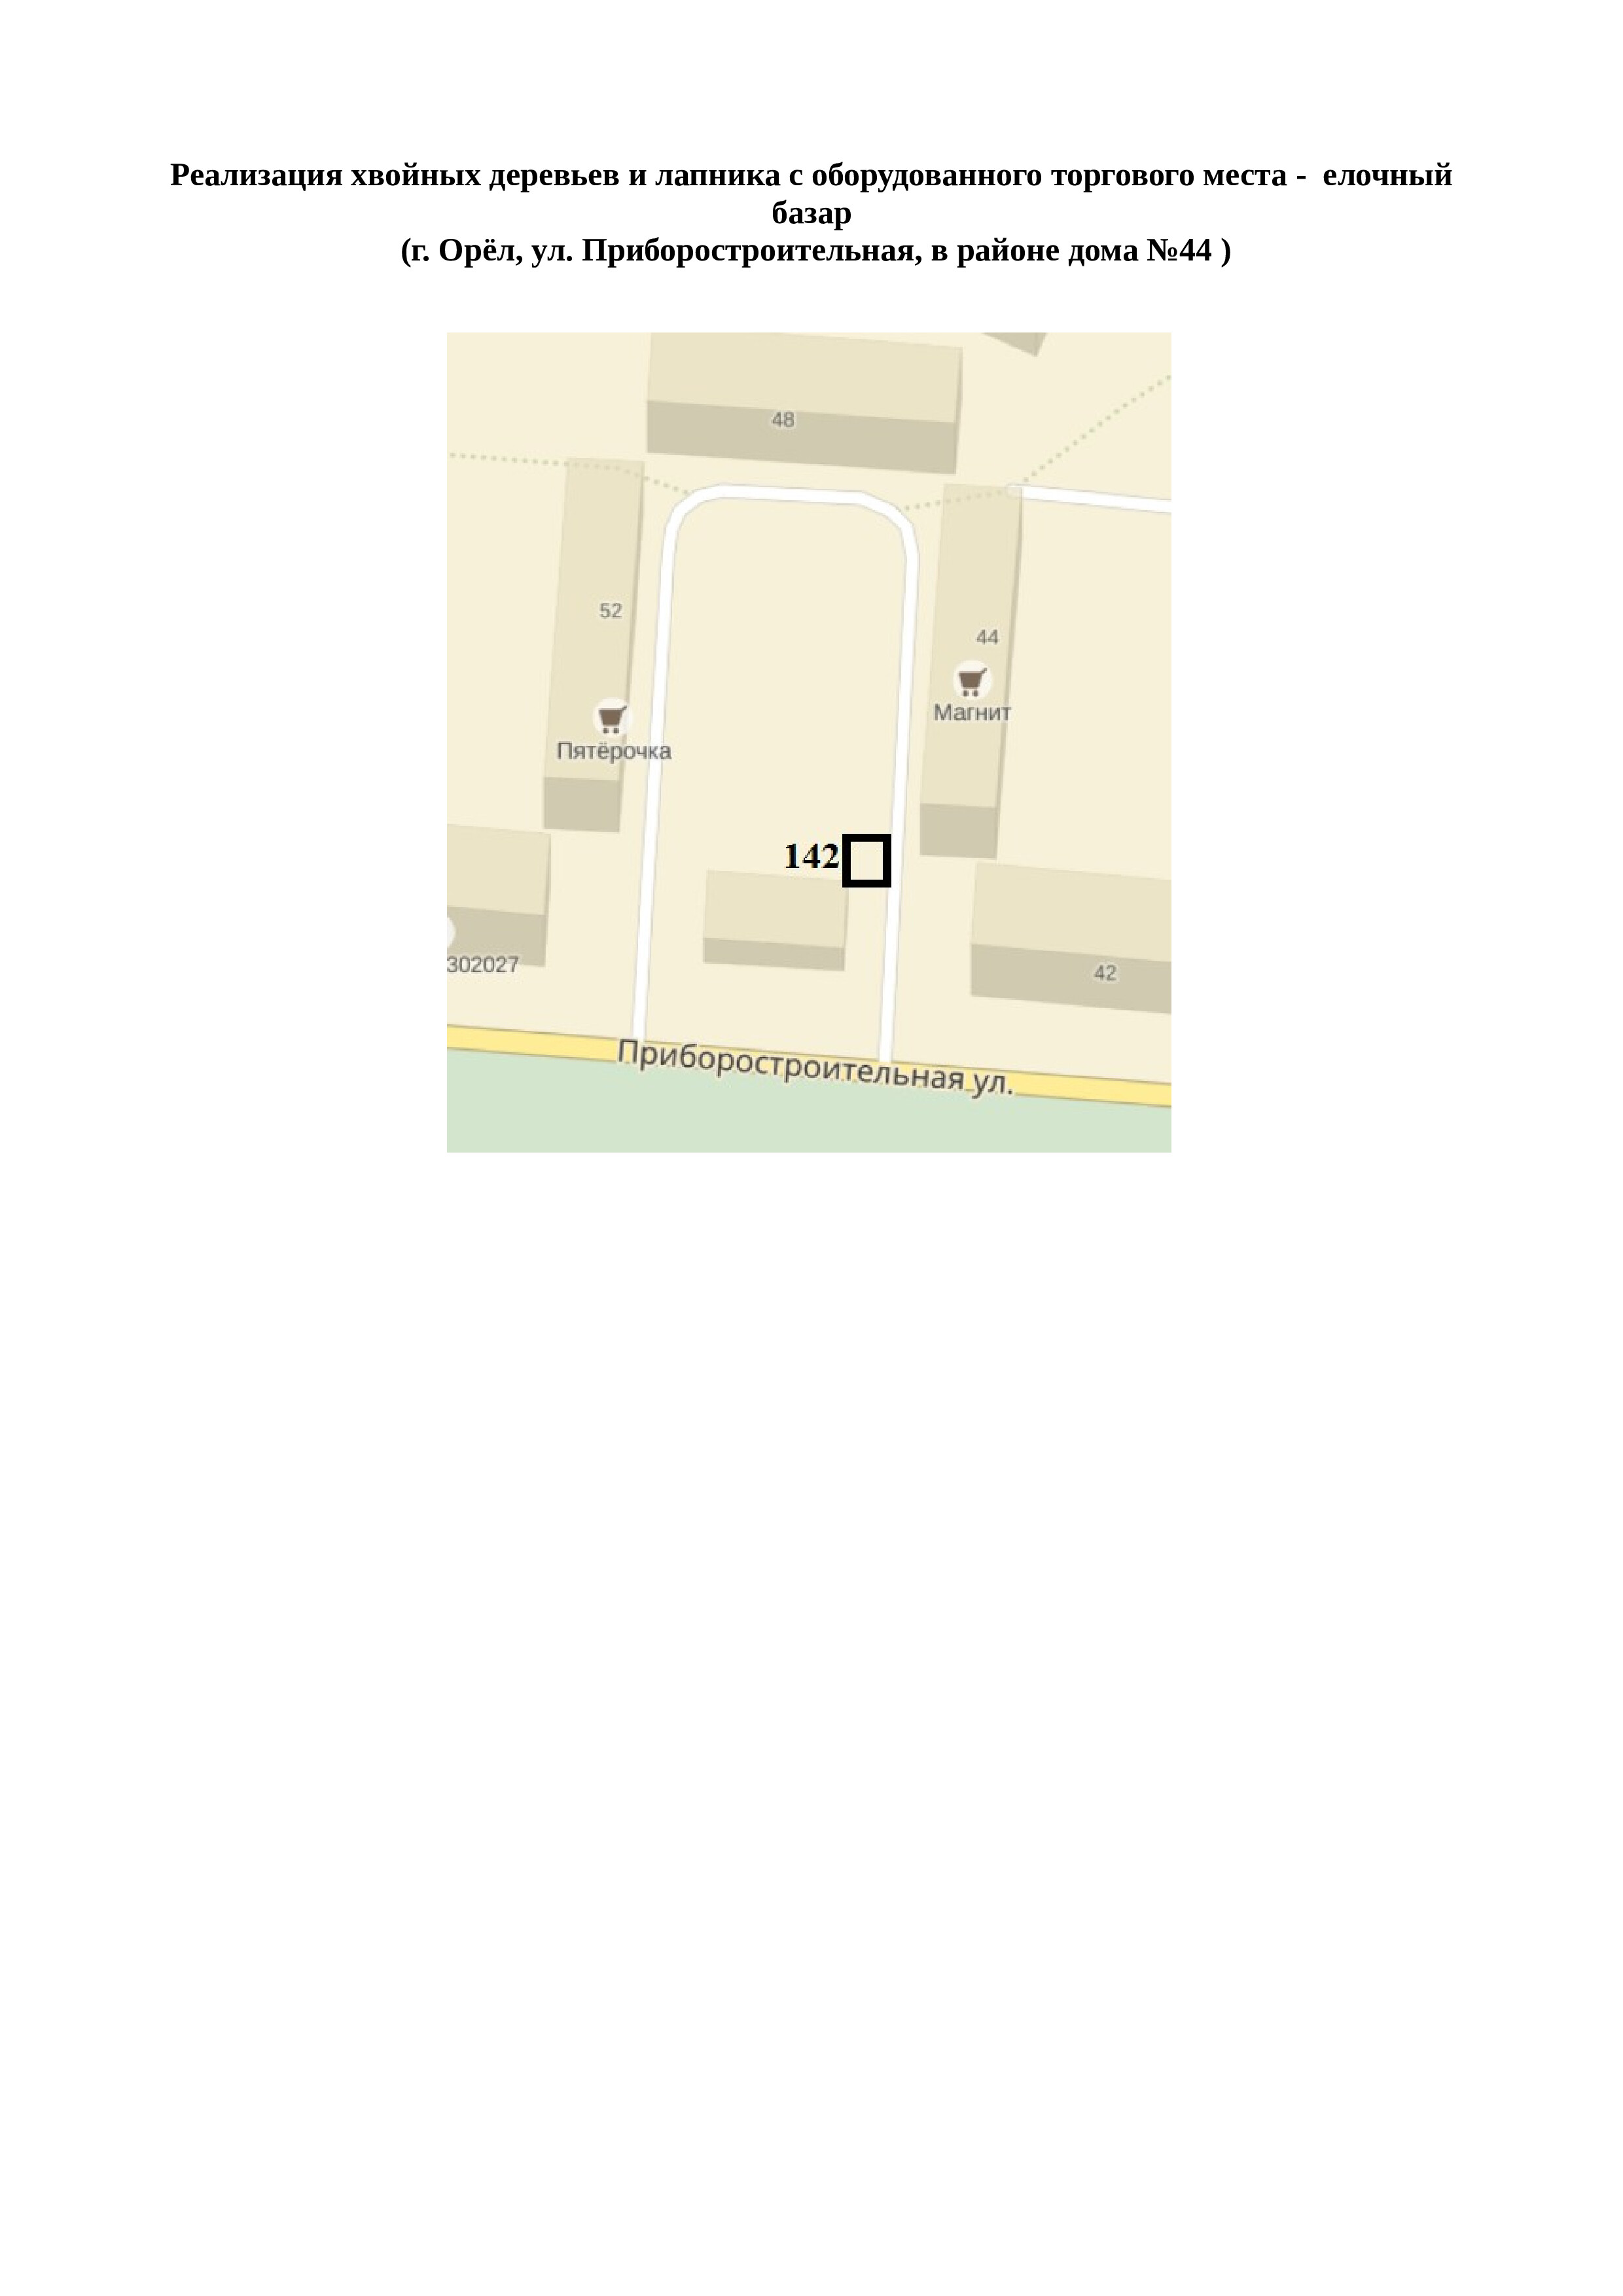 Реализация хвойных деревьев и лапника с оборудованного торгового места -  елочный
базар
(г. Орёл, ул. Приборостроительная, в районе дома №44 )
48
52
44
Магнит
Пятёрочка
142
302027
42
Приборостроительная ул.